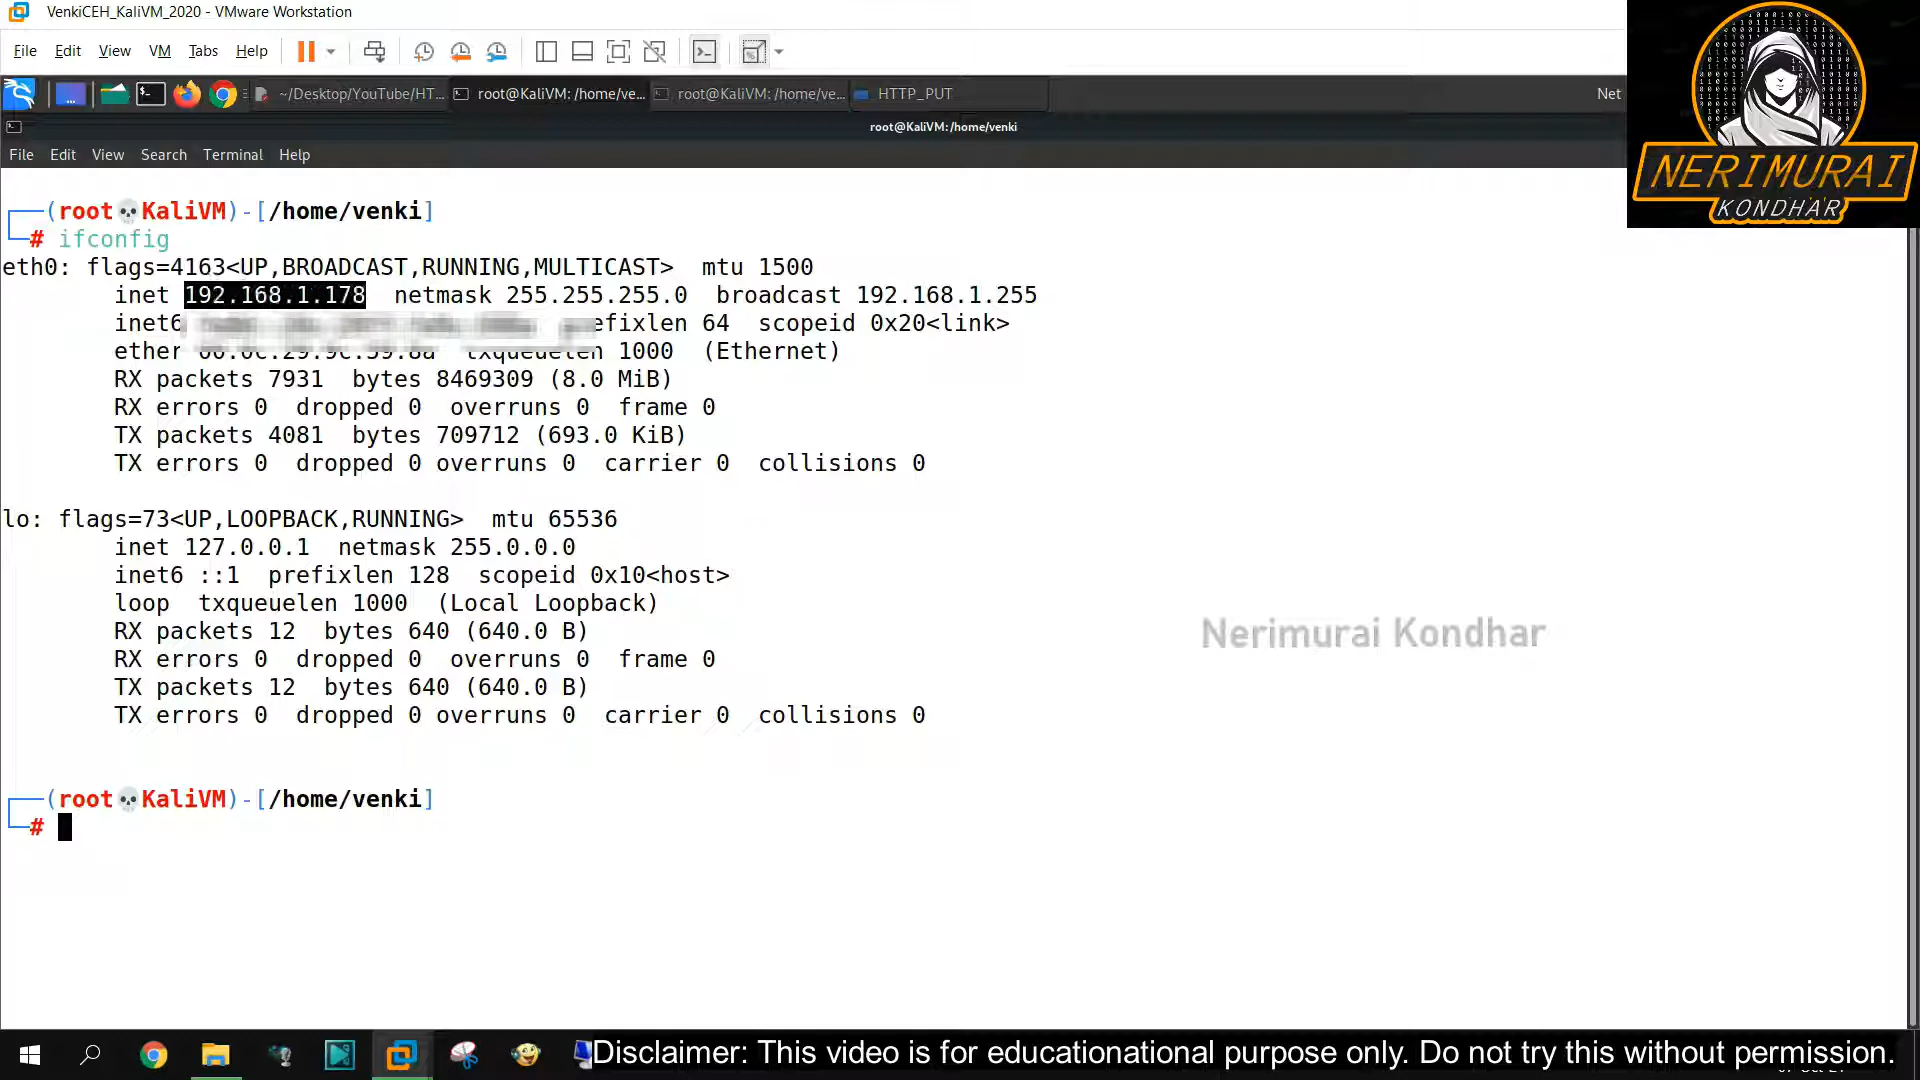 VenkiCEH_KaliVM_2020 - VMware Workstation
File Edit View VM Tabs Help
~/Desktop/YouTube/HT... root@KaliVM: /home/ve... root@KaliVM: /home/ve... HTTP_PUT Net
root@KaliVM: /home/venki
File Edit View Search Terminal Help
NERIMURAI
KONDHAR
(root💀KaliVM)-[/home/venki]
# ifconfig
eth0: flags=4163<UP,BROADCAST,RUNNING,MULTICAST> mtu 1500
inet 192.168.1.178 netmask 255.255.255.0 broadcast 192.168.1.255
inet6 efixlen 64 scopeid 0x20<link>
ether txqueuelen 1000 (Ethernet)
RX packets 7931 bytes 8469309 (8.0 MiB)
RX errors 0 dropped 0 overruns 0 frame 0
TX packets 4081 bytes 709712 (693.0 KiB)
TX errors 0 dropped 0 overruns 0 carrier 0 collisions 0
lo: flags=73<UP,LOOPBACK,RUNNING> mtu 65536
inet 127.0.0.1 netmask 255.0.0.0
inet6 ::1 prefixlen 128 scopeid 0x10<host>
loop txqueuelen 1000 (Local Loopback)
RX packets 12 bytes 640 (640.0 B)
RX errors 0 dropped 0 overruns 0 frame 0
TX packets 12 bytes 640 (640.0 B)
TX errors 0 dropped 0 overruns 0 carrier 0 collisions 0
Nerimurai Kondhar
(root💀KaliVM)-[/home/venki]
#
Disclaimer: This video is for educationational purpose only. Do not try this without permission.